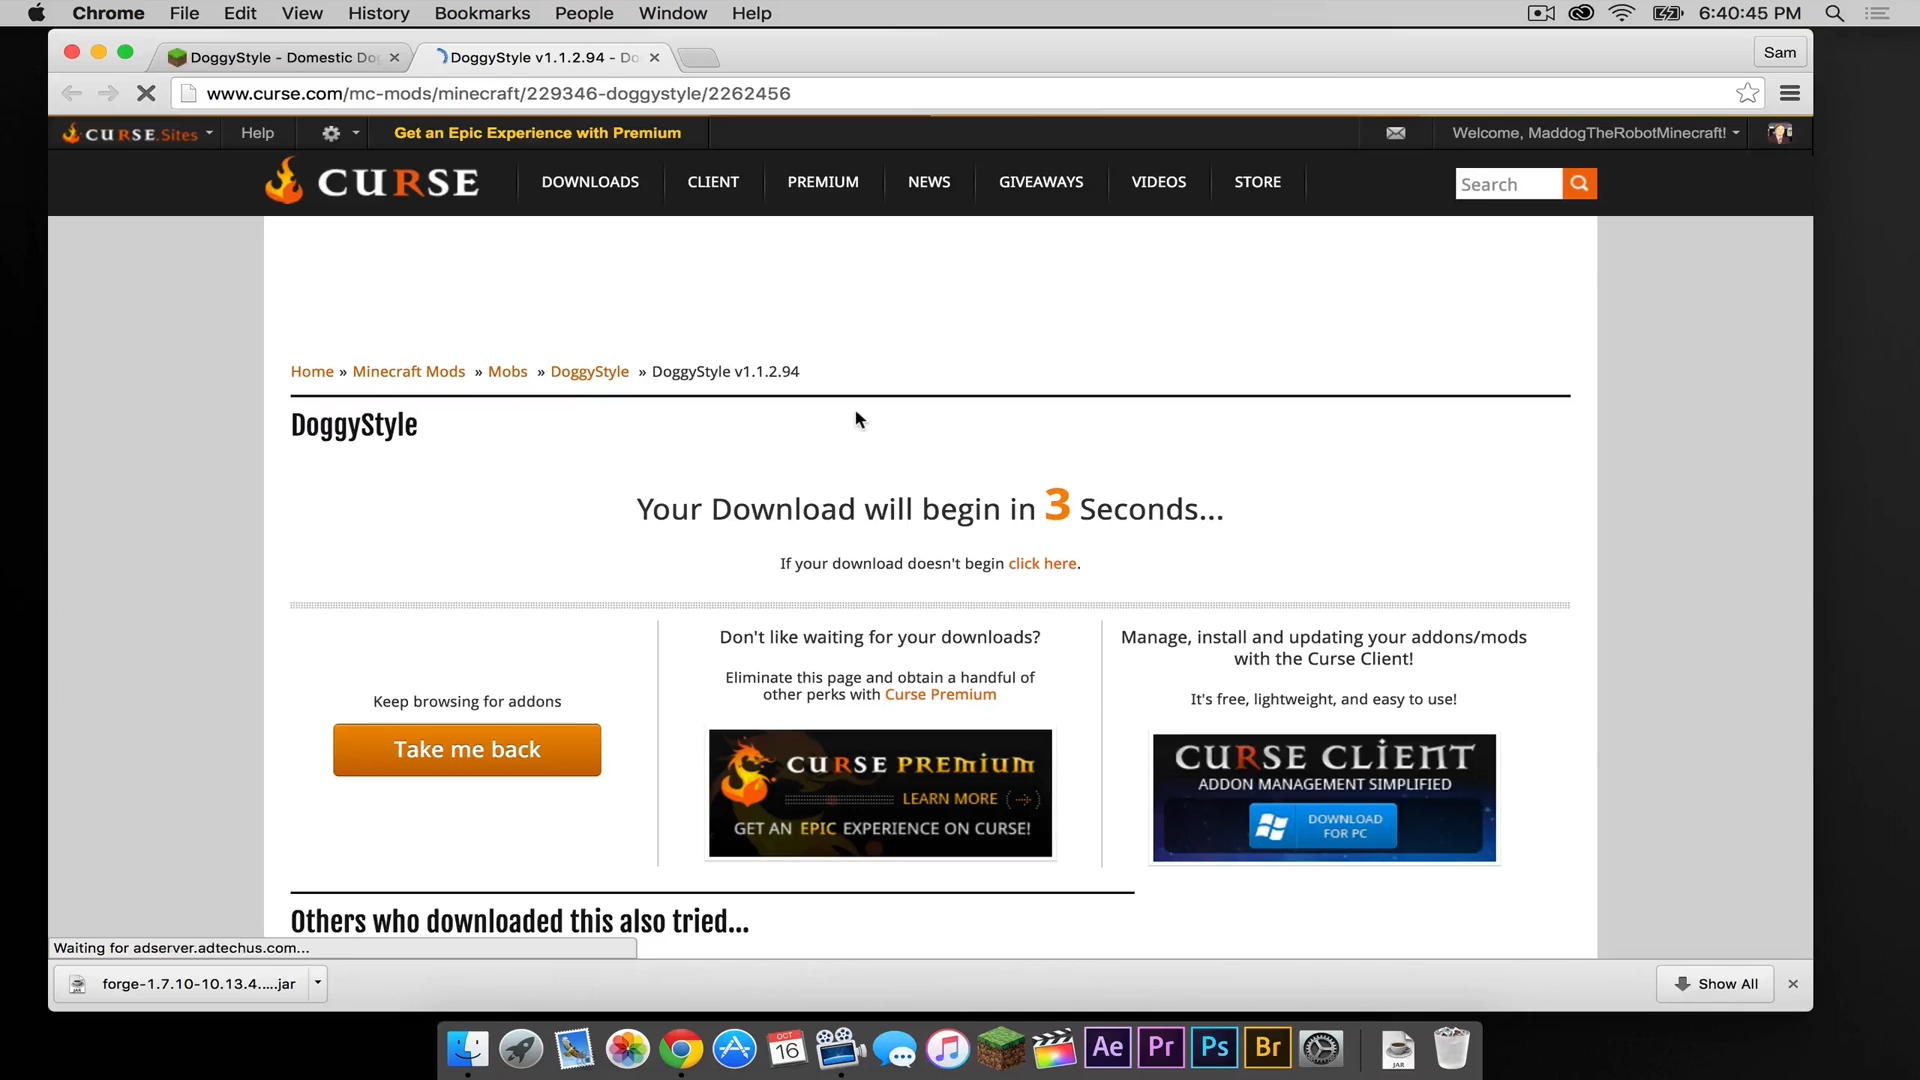 Chrome File Edit View History Bookmarks People Window Help 6:40:45 PM
DoggyStyle - Domestic Do DoggyStyle v1.1.2.94 - Do Sam
www.curse.com/mc-mods/minecraft/229346-doggystyle/2262456
CURSE.Sites Help Get an Epic Experience with Premium Welcome, MaddogTheRobotMinecraft!
CURSE DOWNLOADS CLIENT PREMIUM NEWS GIVEAWAYS VIDEOS STORE Search
Home » Minecraft Mods » Mobs » DoggyStyle » DoggyStyle v1.1.2.94
DoggyStyle
Your Download will begin in 3 Seconds...
If your download doesn't begin click here.
Keep browsing for addons
Take me back
Don't like waiting for your downloads?
Eliminate this page and obtain a handful of
other perks with Curse Premium
CURSE PREMIUM
LEARN MORE
GET AN EPIC EXPERIENCE ON CURSE!
Manage, install and updating your addons/mods
with the Curse Client!
It's free, lightweight, and easy to use!
CURSE CLIENT
ADDON MANAGEMENT SIMPLIFIED
DOWNLOAD
FOR PC
Others who downloaded this also tried...
Waiting for adserver.adtechus.com...
forge-1.7.10-10.13.4.....jar Show All
OCT
16
Ae Pr Ps Br
JAR